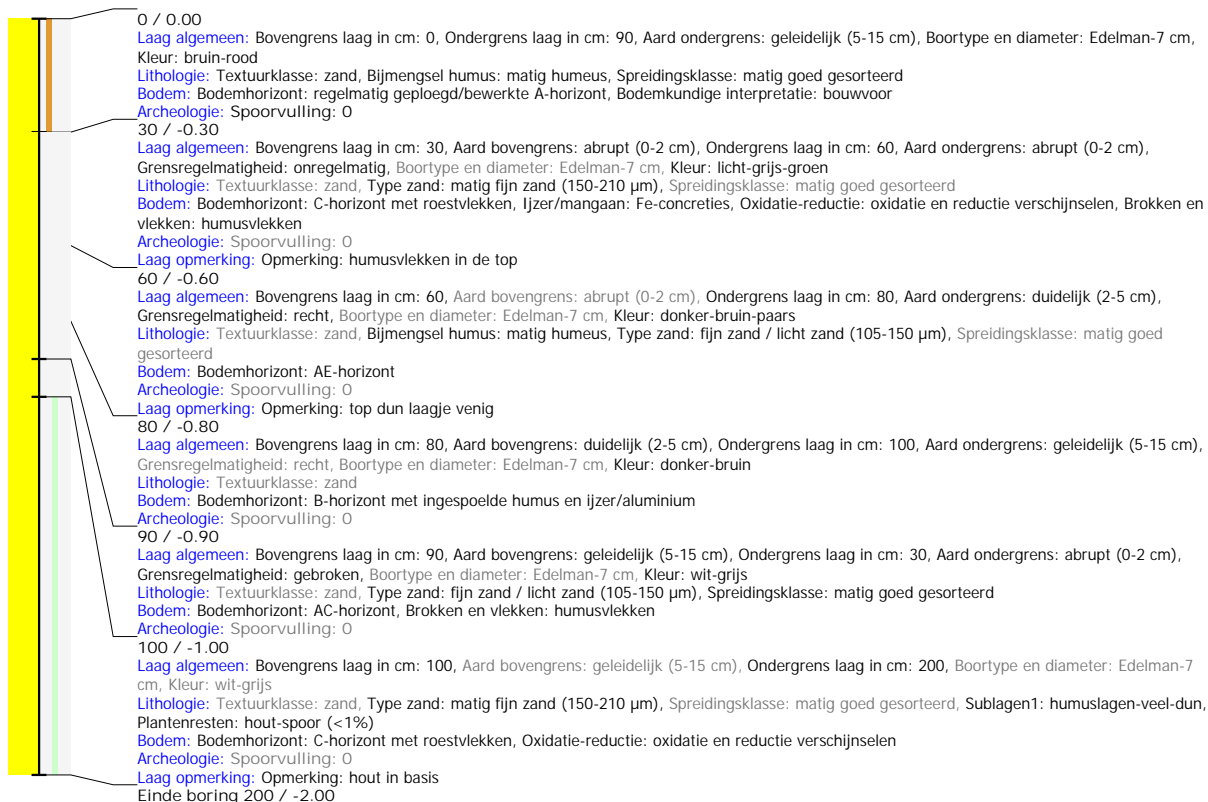 0 / 0.00
Laag algemeen: Bovengrens laag in cm: 0, Ondergrens laag in cm: 90, Aard ondergrens: geleidelijk (5-15 cm), Boortype en diameter: Edelman-7 cm,
Kleur: bruin-rood
Lithologie: Textuurklasse: zand, Bijmengsel humus: matig humeus, Spreidingsklasse: matig goed gesorteerd
Bodem: Bodemhorizont: regelmatig geploegd/bewerkte A-horizont, Bodemkundige interpretatie: bouwvoor
Archeologie: Spoorvulling: 0
30 / -0.30
Laag algemeen: Bovengrens laag in cm: 30, Aard bovengrens: abrupt (0-2 cm), Ondergrens laag in cm: 60, Aard ondergrens: abrupt (0-2 cm),
Grensregelmatigheid: onregelmatig, Boortype en diameter: Edelman-7 cm, Kleur: licht-grijs-groen
Lithologie: Textuurklasse: zand, Type zand: matig fijn zand (150-210 µm), Spreidingsklasse: matig goed gesorteerd
Bodem: Bodemhorizont: C-horizont met roestvlekken, Ijzer/mangaan: Fe-concreties, Oxidatie-reductie: oxidatie en reductie verschijnselen, Brokken en
vlekken: humusvlekken
Archeologie: Spoorvulling: 0
Laag opmerking: Opmerking: humusvlekken in de top
60 / -0.60
Laag algemeen: Bovengrens laag in cm: 60, Aard bovengrens: abrupt (0-2 cm), Ondergrens laag in cm: 80, Aard ondergrens: duidelijk (2-5 cm),
Grensregelmatigheid: recht, Boortype en diameter: Edelman-7 cm, Kleur: donker-bruin-paars
Lithologie: Textuurklasse: zand, Bijmengsel humus: matig humeus, Type zand: fijn zand / licht zand (105-150 µm), Spreidingsklasse: matig goed
gesorteerd
Bodem: Bodemhorizont: AE-horizont
Archeologie: Spoorvulling: 0
Laag opmerking: Opmerking: top dun laagje venig
80 / -0.80
Laag algemeen: Bovengrens laag in cm: 80, Aard bovengrens: duidelijk (2-5 cm), Ondergrens laag in cm: 100, Aard ondergrens: geleidelijk (5-15 cm),
Grensregelmatigheid: recht, Boortype en diameter: Edelman-7 cm, Kleur: donker-bruin
Lithologie: Textuurklasse: zand
Bodem: Bodemhorizont: B-horizont met ingespoelde humus en ijzer/aluminium
Archeologie: Spoorvulling: 0
90 / -0.90
Laag algemeen: Bovengrens laag in cm: 90, Aard bovengrens: geleidelijk (5-15 cm), Ondergrens laag in cm: 30, Aard ondergrens: abrupt (0-2 cm),
Grensregelmatigheid: gebroken, Boortype en diameter: Edelman-7 cm, Kleur: wit-grijs
Lithologie: Textuurklasse: zand, Type zand: fijn zand / licht zand (105-150 µm), Spreidingsklasse: matig goed gesorteerd
Bodem: Bodemhorizont: AC-horizont, Brokken en vlekken: humusvlekken
Archeologie: Spoorvulling: 0
100 / -1.00
Laag algemeen: Bovengrens laag in cm: 100, Aard bovengrens: geleidelijk (5-15 cm), Ondergrens laag in cm: 200, Boortype en diameter: Edelman-7
cm, Kleur: wit-grijs
Lithologie: Textuurklasse: zand, Type zand: matig fijn zand (150-210 µm), Spreidingsklasse: matig goed gesorteerd, Sublagen1: humuslagen-veel-dun,
Plantenresten: hout-spoor (<1%)
Bodem: Bodemhorizont: C-horizont met roestvlekken, Oxidatie-reductie: oxidatie en reductie verschijnselen
Archeologie: Spoorvulling: 0
Laag opmerking: Opmerking: hout in basis
Einde boring 200 / -2.00